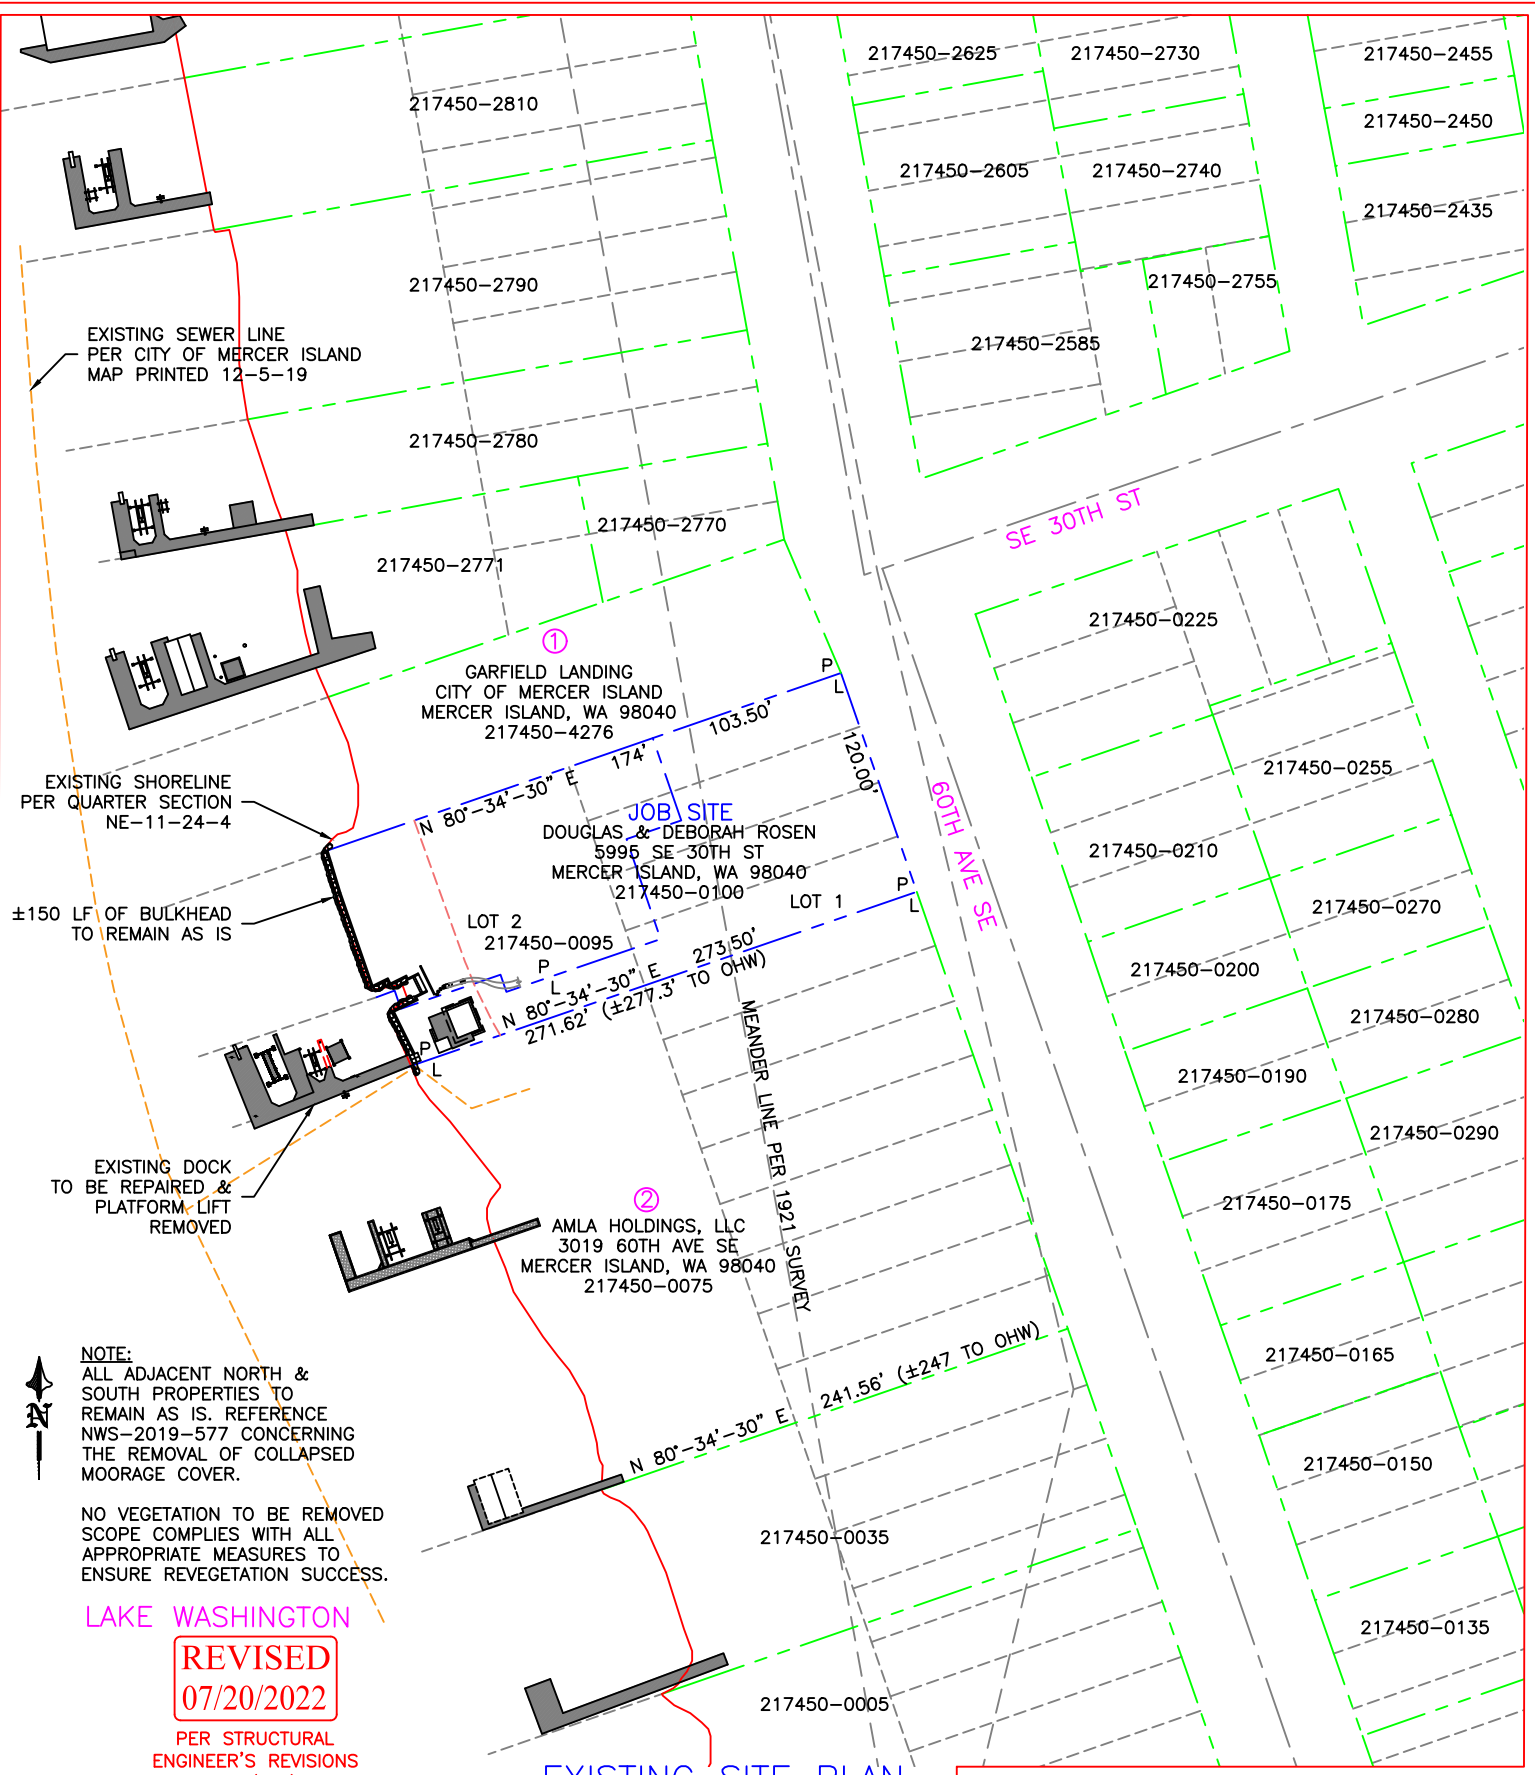 217450-2625
217450-2730
217450-2455
217450-2810
217450-2450
217450-2605
217450-2740
217450-2435
217450-2790
217450-2755
EXISTING SEWER LINE
PER CITY OF MERCER ISLAND
MAP PRINTED 12-5-19
217450-2585
217450-2780
SE 30TH ST
217450-2770
217450-2771
217450-0225
①
GARFIELD LANDING
CITY OF MERCER ISLAND
MERCER ISLAND, WA 98040
217450-4276
P
L
103.50'
174'
N 80°-34'-30" E
120.00'
60TH AVE SE
217450-0255
EXISTING SHORELINE
PER QUARTER SECTION
NE-11-24-4
JOB SITE
DOUGLAS & DEBORAH ROSEN
5995 SE 30TH ST
MERCER ISLAND, WA 98040
217450-0100
217450-0210
P
L
LOT 1
±150 LF OF BULKHEAD
TO REMAIN AS IS
LOT 2
217450-0095
217450-0270
P
L
273.50'
N 80°-34'-30" E
271.62' (±277.3' TO OHW)
217450-0200
217450-0280
P
L
MEANDER LINE PER 1921 SURVEY
217450-0190
217450-0290
EXISTING DOCK
TO BE REPAIRED &
PLATFORM LIFT
REMOVED
217450-0175
②
AMLA HOLDINGS, LLC
3019 60TH AVE SE
MERCER ISLAND, WA 98040
217450-0075
N 80°-34'-30" E
241.56' (±247 TO OHW)
217450-0165
N
NOTE:
ALL ADJACENT NORTH &
SOUTH PROPERTIES TO
REMAIN AS IS. REFERENCE
NWS-2019-577 CONCERNING
THE REMOVAL OF COLLAPSED
MOORAGE COVER.
217450-0150
NO VEGETATION TO BE REMOVED
SCOPE COMPLIES WITH ALL
APPROPRIATE MEASURES TO
ENSURE REVEGETATION SUCCESS.
217450-0035
LAKE WASHINGTON
217450-0135
REVISED
07/20/2022
217450-0005
PER STRUCTURAL
ENGINEER'S REVISIONS
EXISTING SITE PLAN